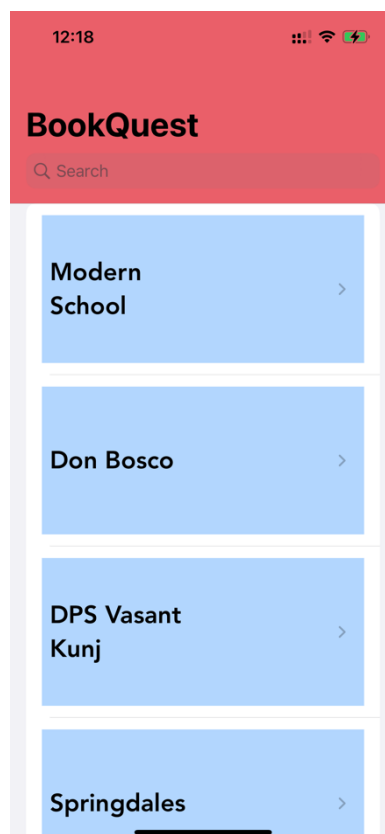 12:18
BookQuest
Search
Modern
School
Don Bosco
DPS Vasant
Kunj
Springdales